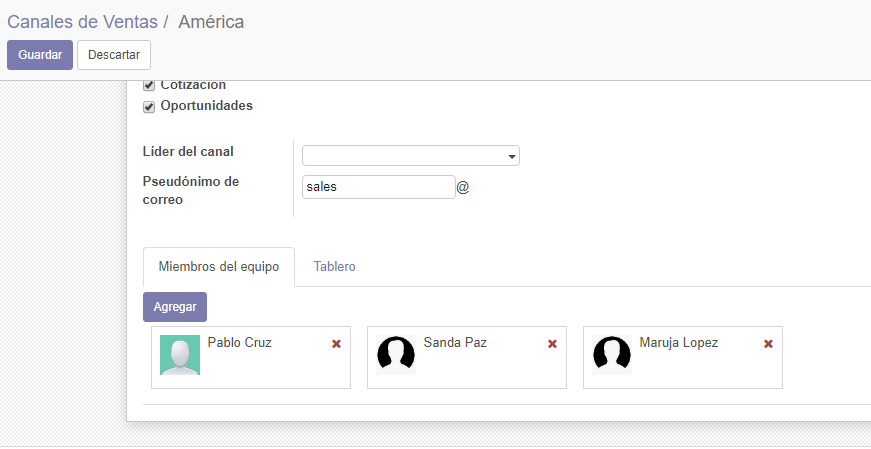 Canales de Ventas / América
Guardar Descartar
Cotización
Oportunidades
Líder del canal
Pseudónimo de
correo
sales @
Miembros del equipo Tablero
Agregar
Pablo Cruz Sanda Paz Maruja Lopez